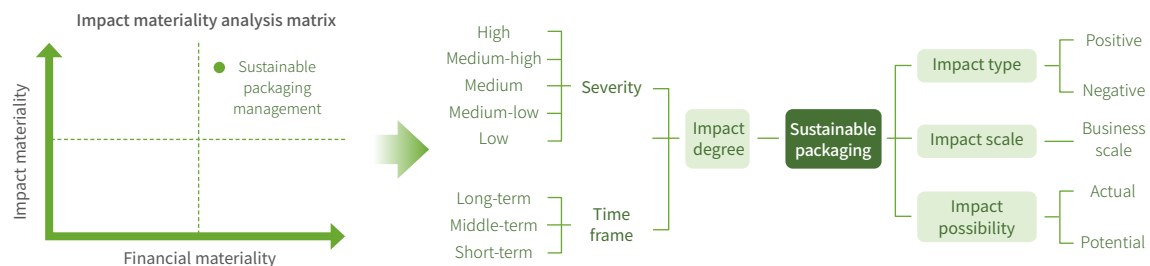 Impact materiality analysis matrix
Impact materiality
Sustainable
packaging
management
Financial materiality
High
Medium-high
Medium
Medium-low
Low
Severity
Long-term
Middle-term
Short-term
Time
frame
Impact
degree
Sustainable
packaging
Impact type
Positive
Negative
Impact scale
Business
scale
Impact
possibility
Actual
Potential